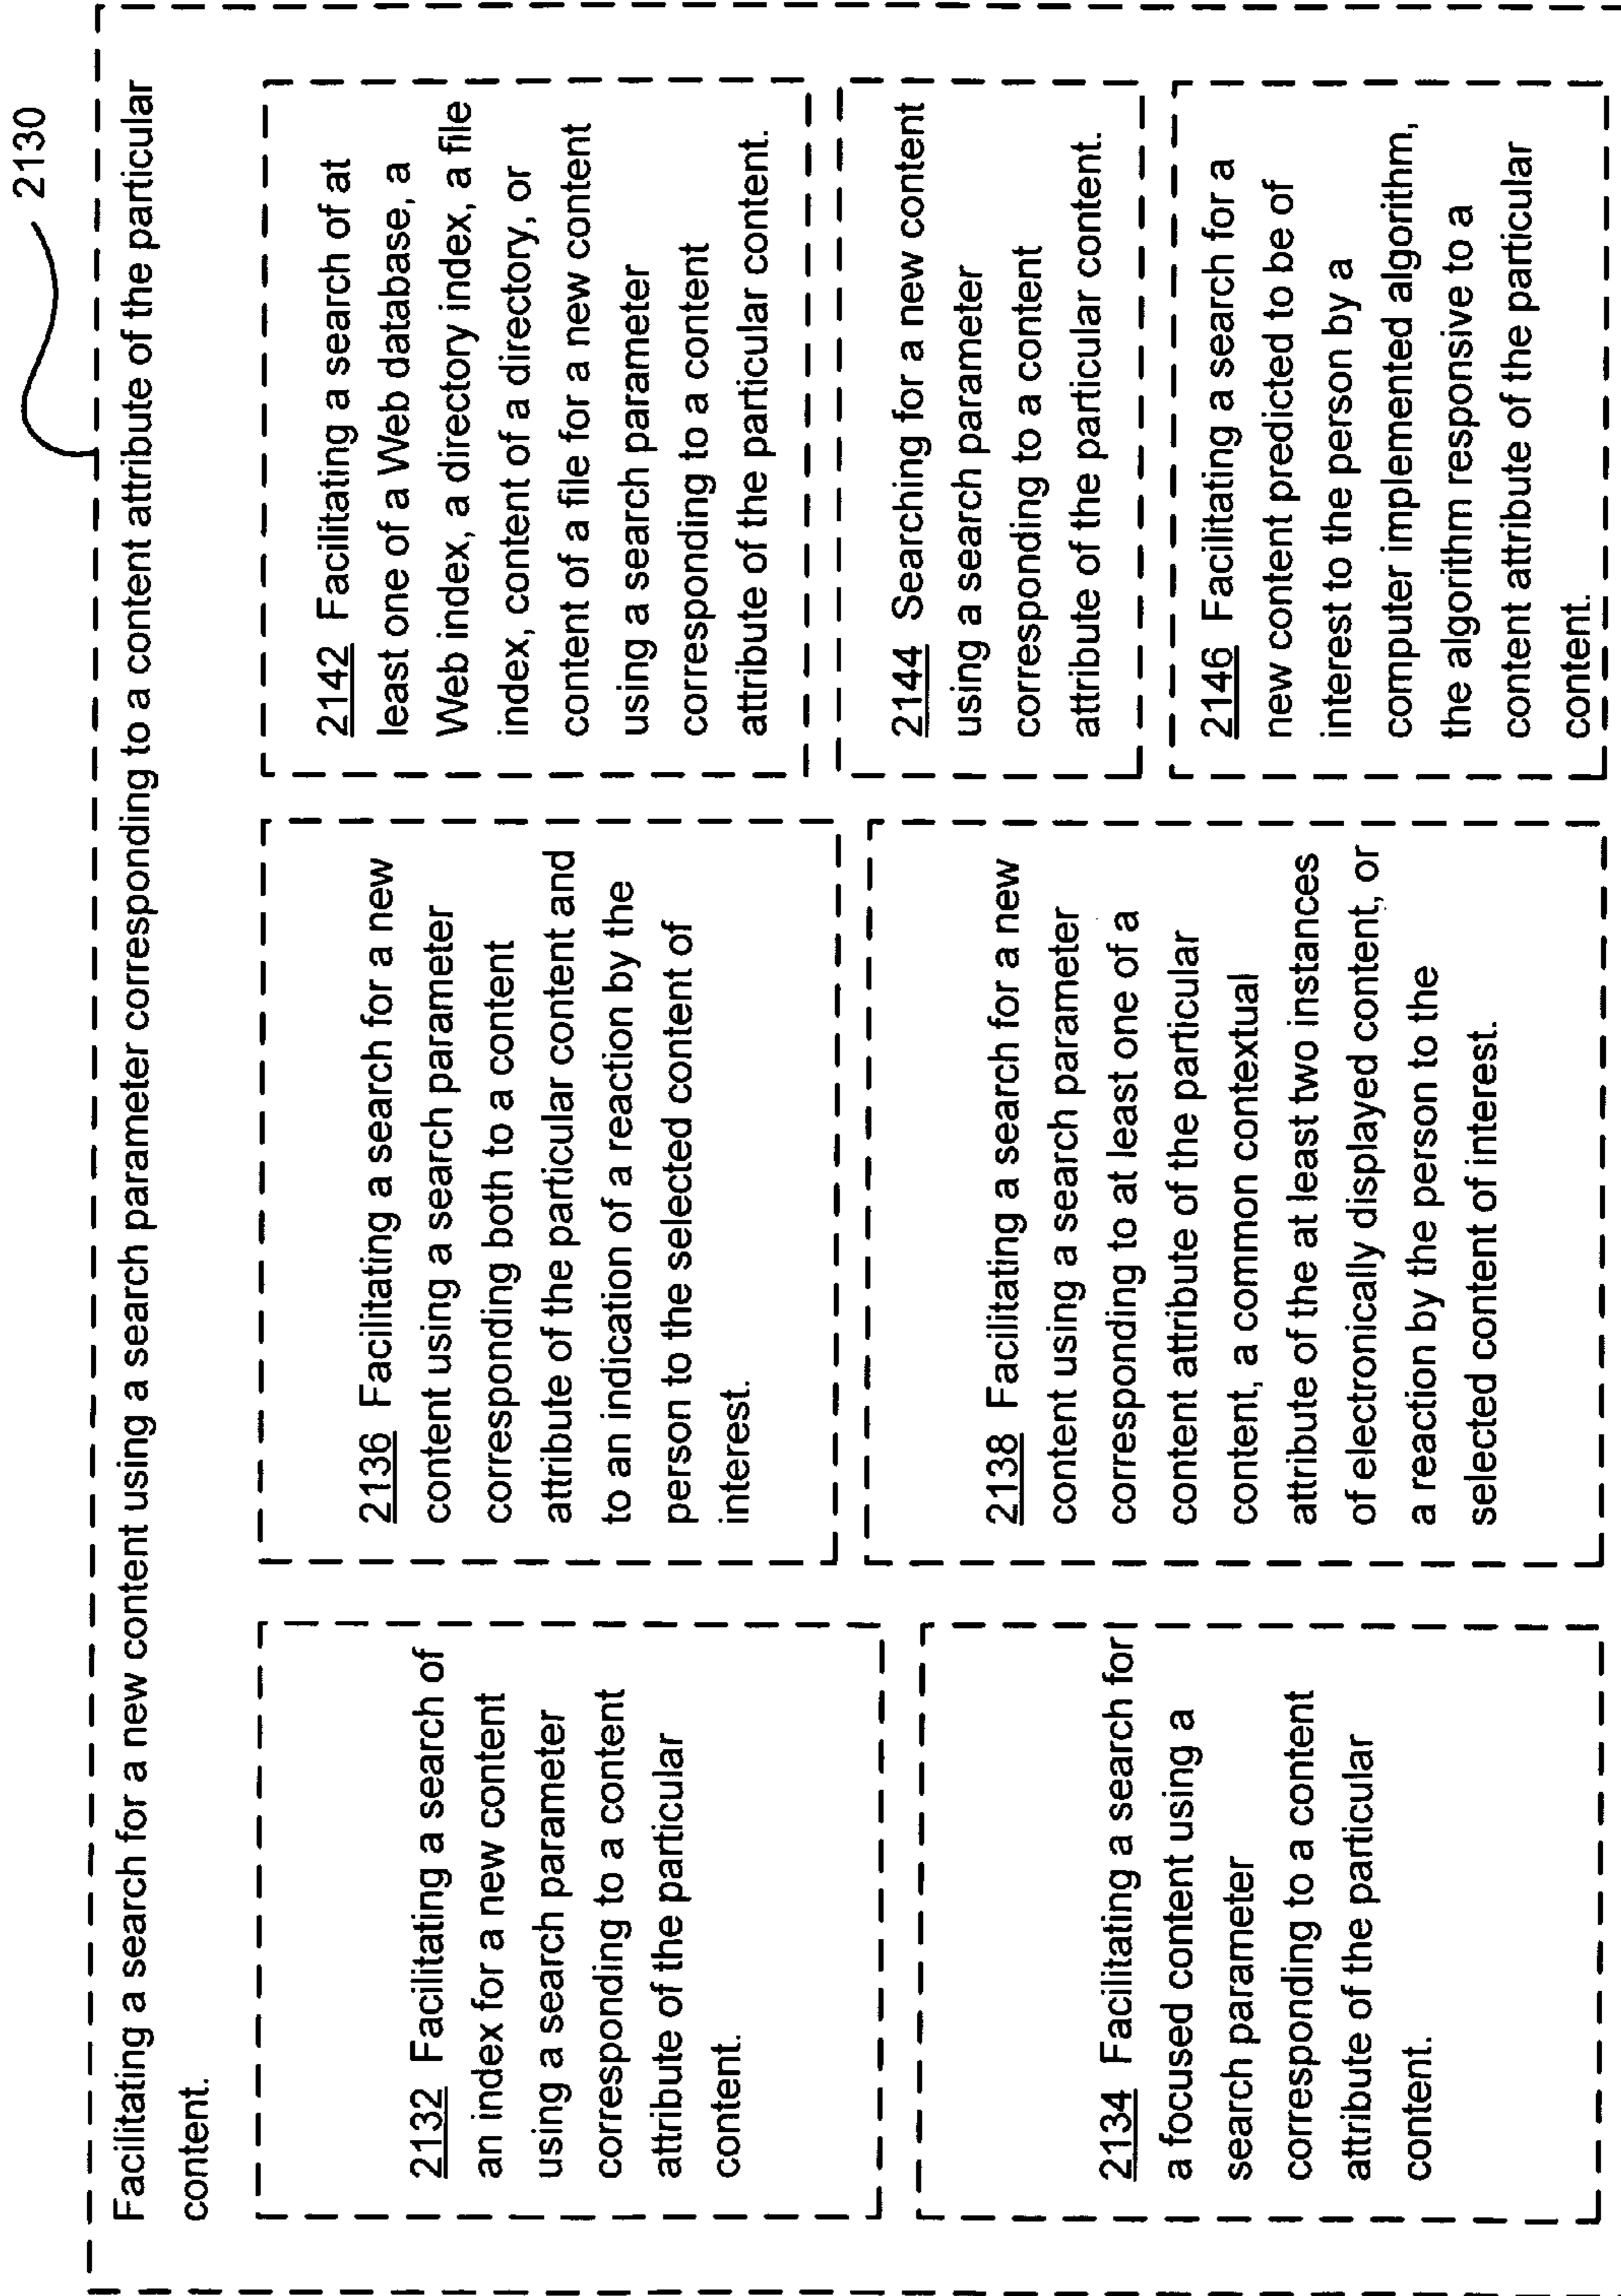 2130
Facilitating a search for a new content using a search parameter corresponding to a content attribute of the particular
content.
2132 Facilitating a search of
an index for a new content
using a search parameter
corresponding to a content
attribute of the particular
content.
2134 Facilitating a search for
a focused content using a
search parameter
corresponding to a content
attribute of the particular
content.
2136 Facilitating a search for a new
content using a search parameter
corresponding both to a content
attribute of the particular content and
to an indication of a reaction by the
person to the selected content of
interest.
2138 Facilitating a search for a new
content using a search parameter
corresponding to at least one of a
content attribute of the particular
content, a common contextual
attribute of the at least two instances
of electronically displayed content, or
a reaction by the person to the
selected content of interest.
2142 Facilitating a search of at
least one of a Web database, a
Web index, a directory index, a file
index, content of a directory, or
content of a file for a new content
using a search parameter
corresponding to a content
attribute of the particular content.
2144 Searching for a new content
using a search parameter
corresponding to a content
attribute of the particular content.
2146 Facilitating a search for a
new content predicted to be of
interest to the person by a
computer implemented algorithm,
the algorithm responsive to a
content attribute of the particular
content.